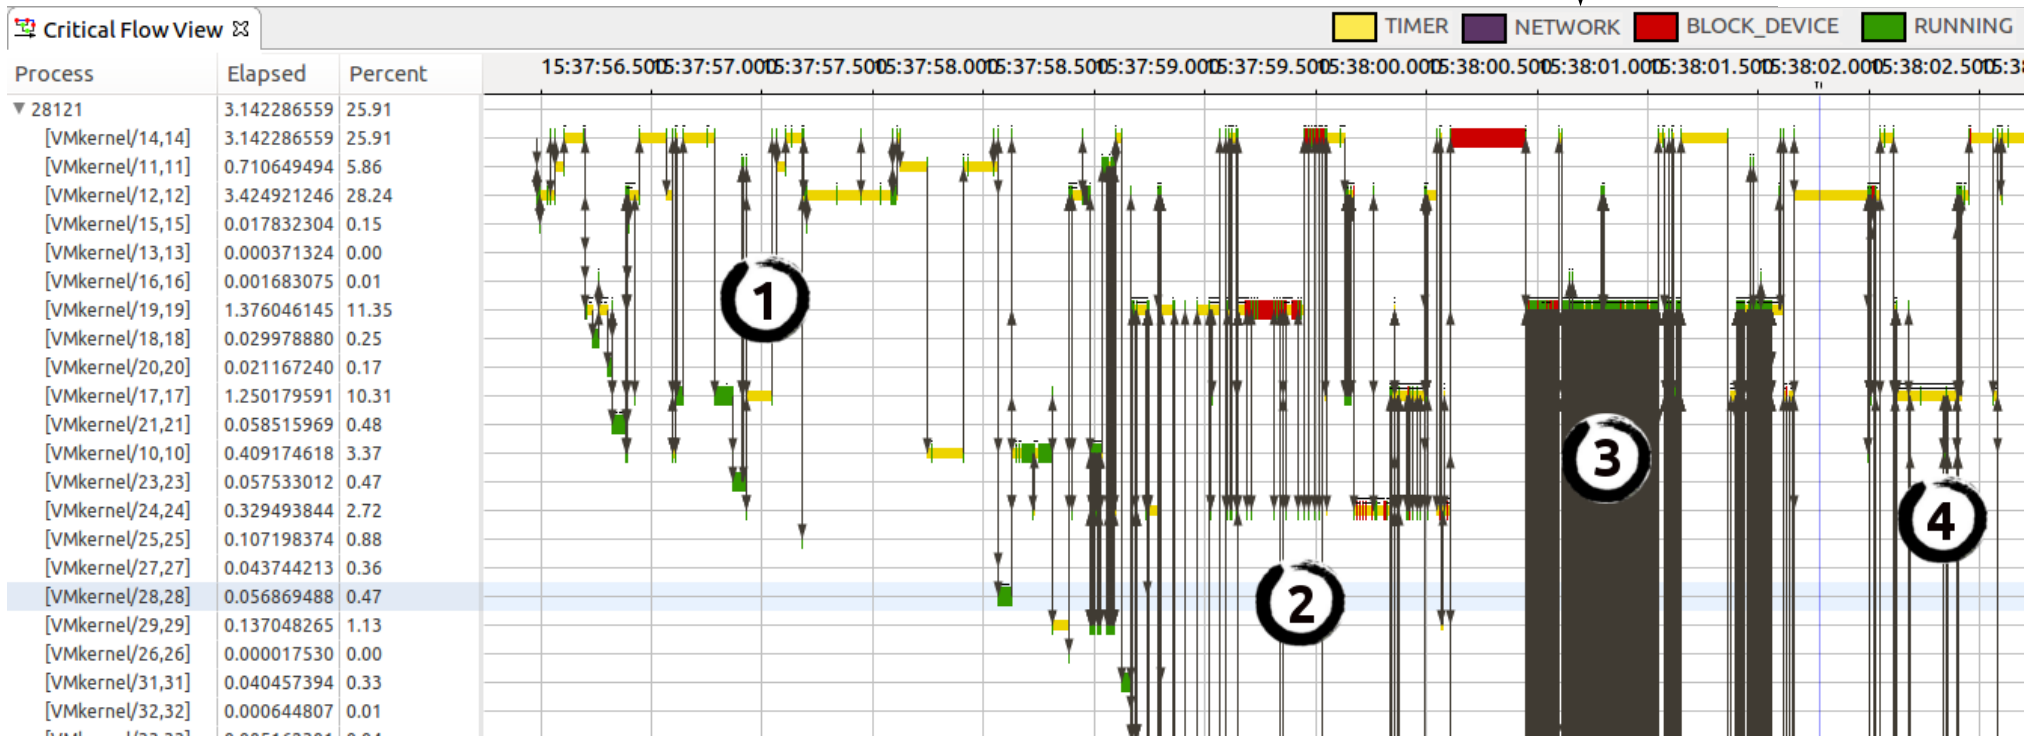 Critical Flow View
TIMER NETWORK BLOCK_DEVICE RUNNING
Process Elapsed Percent
15:37:56.500 15:37:57.000 15:37:57.500 15:37:58.000 15:37:58.500 15:37:59.000 15:37:59.500 15:38:00.000 15:38:00.500 15:38:01.000 15:38:01.500 15:38:02.000 15:38:02.500
28121 3.142286559 25.91
[VMkernel/14,14] 3.142286559 25.91
[VMkernel/11,11] 0.710649494 5.86
[VMkernel/12,12] 3.424921246 28.24
[VMkernel/15,15] 0.017832304 0.15
[VMkernel/13,13] 0.000371324 0.00
[VMkernel/16,16] 0.001683075 0.01
[VMkernel/19,19] 1.376046145 11.35
[VMkernel/18,18] 0.029978880 0.25
[VMkernel/20,20] 0.021167240 0.17
[VMkernel/17,17] 1.250179591 10.31
[VMkernel/21,21] 0.058515969 0.48
[VMkernel/10,10] 0.409174618 3.37
[VMkernel/23,23] 0.057533012 0.47
[VMkernel/24,24] 0.329493844 2.72
[VMkernel/25,25] 0.107198374 0.88
[VMkernel/27,27] 0.043744213 0.36
[VMkernel/28,28] 0.056869488 0.47
[VMkernel/29,29] 0.137048265 1.13
[VMkernel/26,26] 0.000017530 0.00
[VMkernel/31,31] 0.040457394 0.33
[VMkernel/32,32] 0.000644807 0.01
1
2
3
4